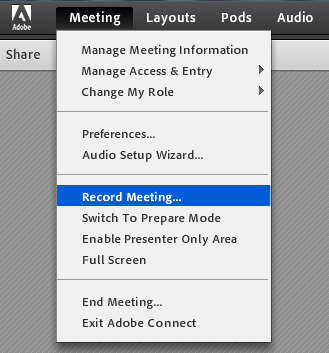 Adobe
Meeting Layouts Pods Audio
Share
Manage Meeting Information
Manage Access & Entry
Change My Role
Preferences...
Audio Setup Wizard...
Record Meeting...
Switch To Prepare Mode
Enable Presenter Only Area
Full Screen
End Meeting...
Exit Adobe Connect